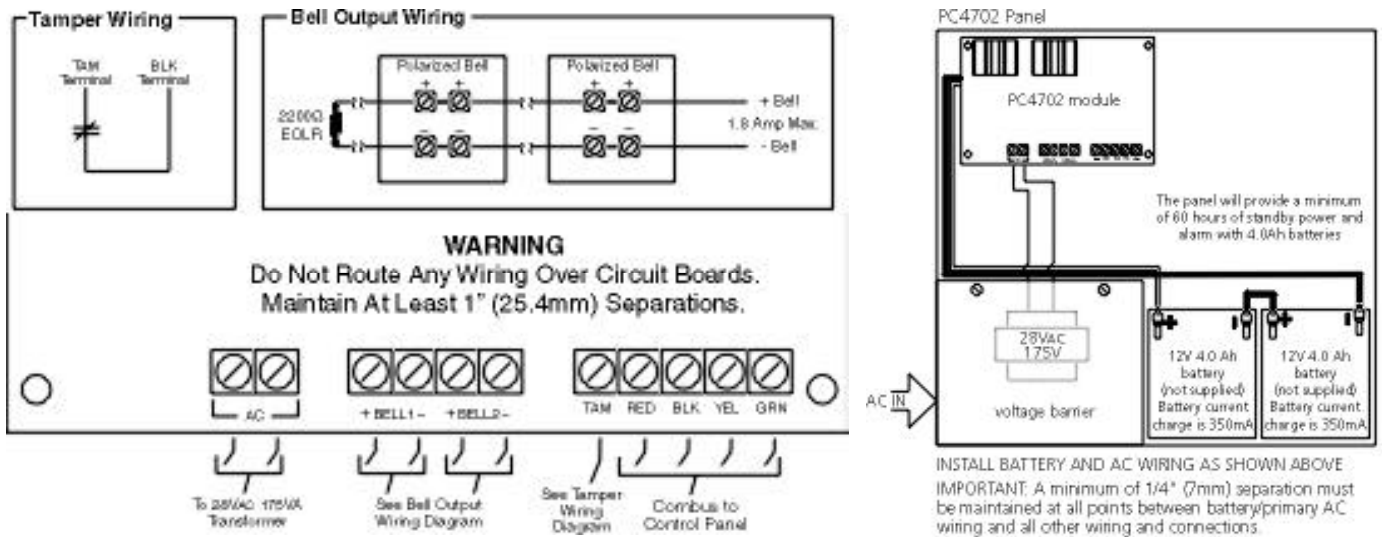 Tamper Wiring
TAM
Terminal
BLK
Terminal
Bell Output Wiring
Polarized Bell
Polarized Bell
+ +
+ +
2200Ω
EOLR
+ Bell
1.8 Amp Max.
- Bell
- -
- -
WARNING
Do Not Route Any Wiring Over Circuit Boards.
Maintain At Least 1" (25.4mm) Separations.
AC
+ BELL1 -
+ BELL2 -
TAM RED BLK YEL GRN
To 28VAC 175VA
Transformer
See Bell Output
Wiring Diagram
See Tamper
Wiring
Diagram
Combus to
Control Panel
PC4702 Panel
PC4702 module
The panel will provide a minimum
of 60 hours of standby power and
alarm with 4.0Ah batteries
28VAC
175V
voltage barrier
AC IN
+ -
+ -
12V 4.0 Ah
battery
(not supplied)
Battery current
charge is 350mA
12V 4.0 Ah
battery
(not supplied)
Battery current
charge is 350mA
INSTALL BATTERY AND AC WIRING AS SHOWN ABOVE
IMPORTANT: A minimum of 1/4" (7mm) separation must
be maintained at all points between battery/primary AC
wiring and all other wiring and connections.